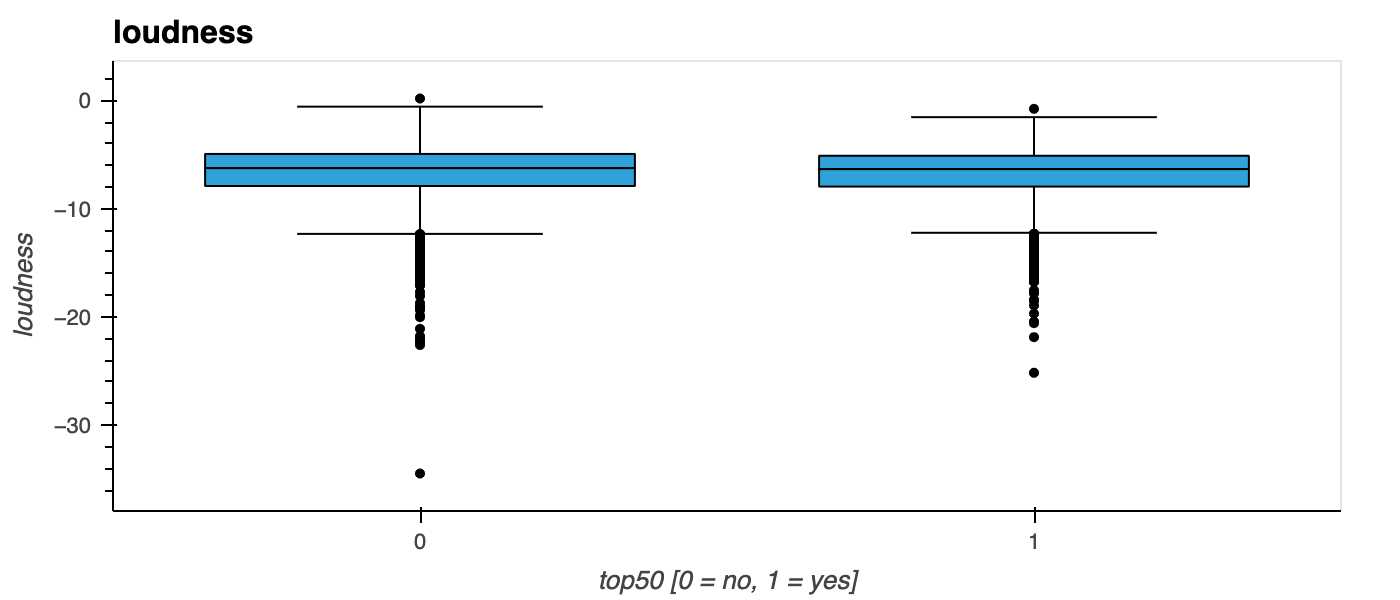 loudness
0
−10
−20
−30
loudness
0
1
top50 [0 = no, 1 = yes]